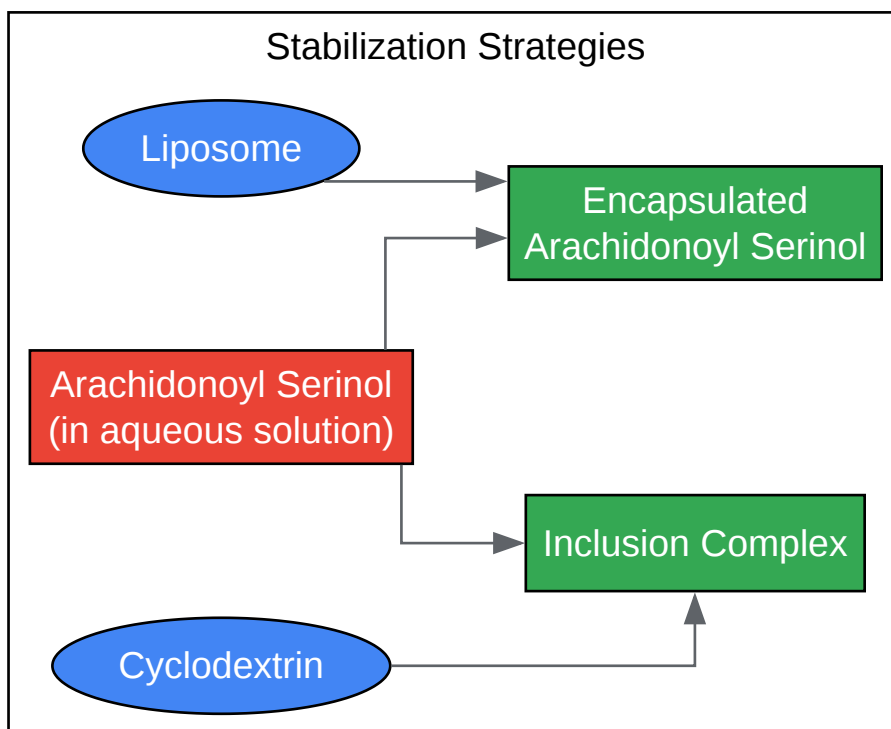 Stabilization Strategies
Liposome
Encapsulated
Arachidonoyl Serinol
Arachidonoyl Serinol
(in aqueous solution)
Inclusion Complex
Cyclodextrin